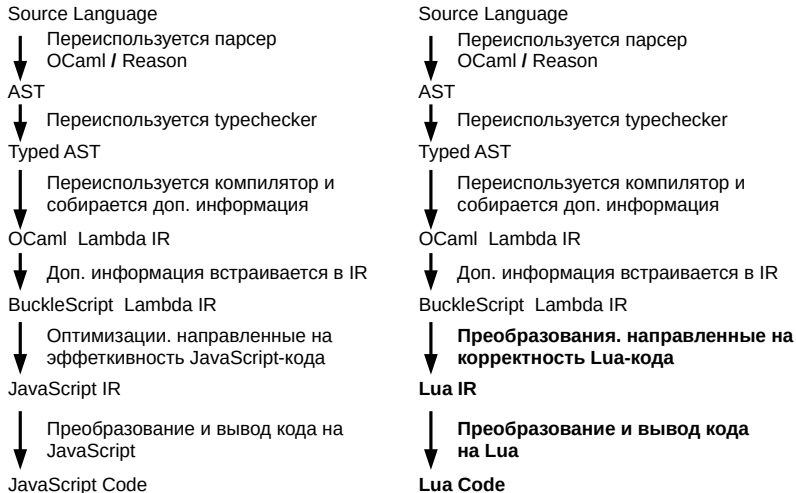 Source Language
Переиспользуется парсер
OCaml / Reason
AST
Переиспользуется typechecker
Typed AST
Переиспользуется компилятор и
собирается доп. информация
OCaml Lambda IR
Доп. информация встраивается в IR
BuckleScript Lambda IR
Оптимизации. направленные на
эффеткивность JavaScript-кода
JavaScript IR
Преобразование и вывод кода на
JavaScript
JavaScript Code
Source Language
Переиспользуется парсер
OCaml / Reason
AST
Переиспользуется typechecker
Typed AST
Переиспользуется компилятор и
собирается доп. информация
OCaml Lambda IR
Доп. информация встраивается в IR
BuckleScript Lambda IR
Преобразования. направленные на
корректность Lua-кода
Lua IR
Преобразование и вывод кода
на Lua
Lua Code